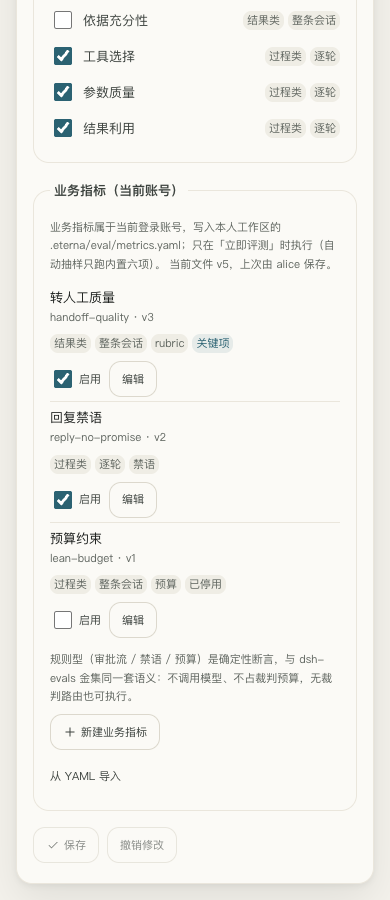 依据充分性 结果类 整条会话
工具选择 过程类 逐轮
参数质量 过程类 逐轮
结果利用 过程类 逐轮
业务指标（当前账号）
业务指标属于当前登录账号，写入本人工作区的
.eterna/eval/metrics.yaml；只在「立即评测」时执行（自
动抽样只跑内置六项）。 当前文件 v5，上次由 alice 保存。
转人工质量
handoff-quality · v3
结果类 整条会话 rubric 关键项
启用 编辑
回复禁语
reply-no-promise · v2
过程类 逐轮 禁语
启用 编辑
预算约束
lean-budget · v1
过程类 整条会话 预算 已停用
启用 编辑
规则型（审批流 / 禁语 / 预算）是确定性断言，与 dsh-
evals 金集同一套语义：不调用模型、不占裁判预算，无裁
判路由也可执行。
新建业务指标
从 YAML 导入
保存 撤销修改